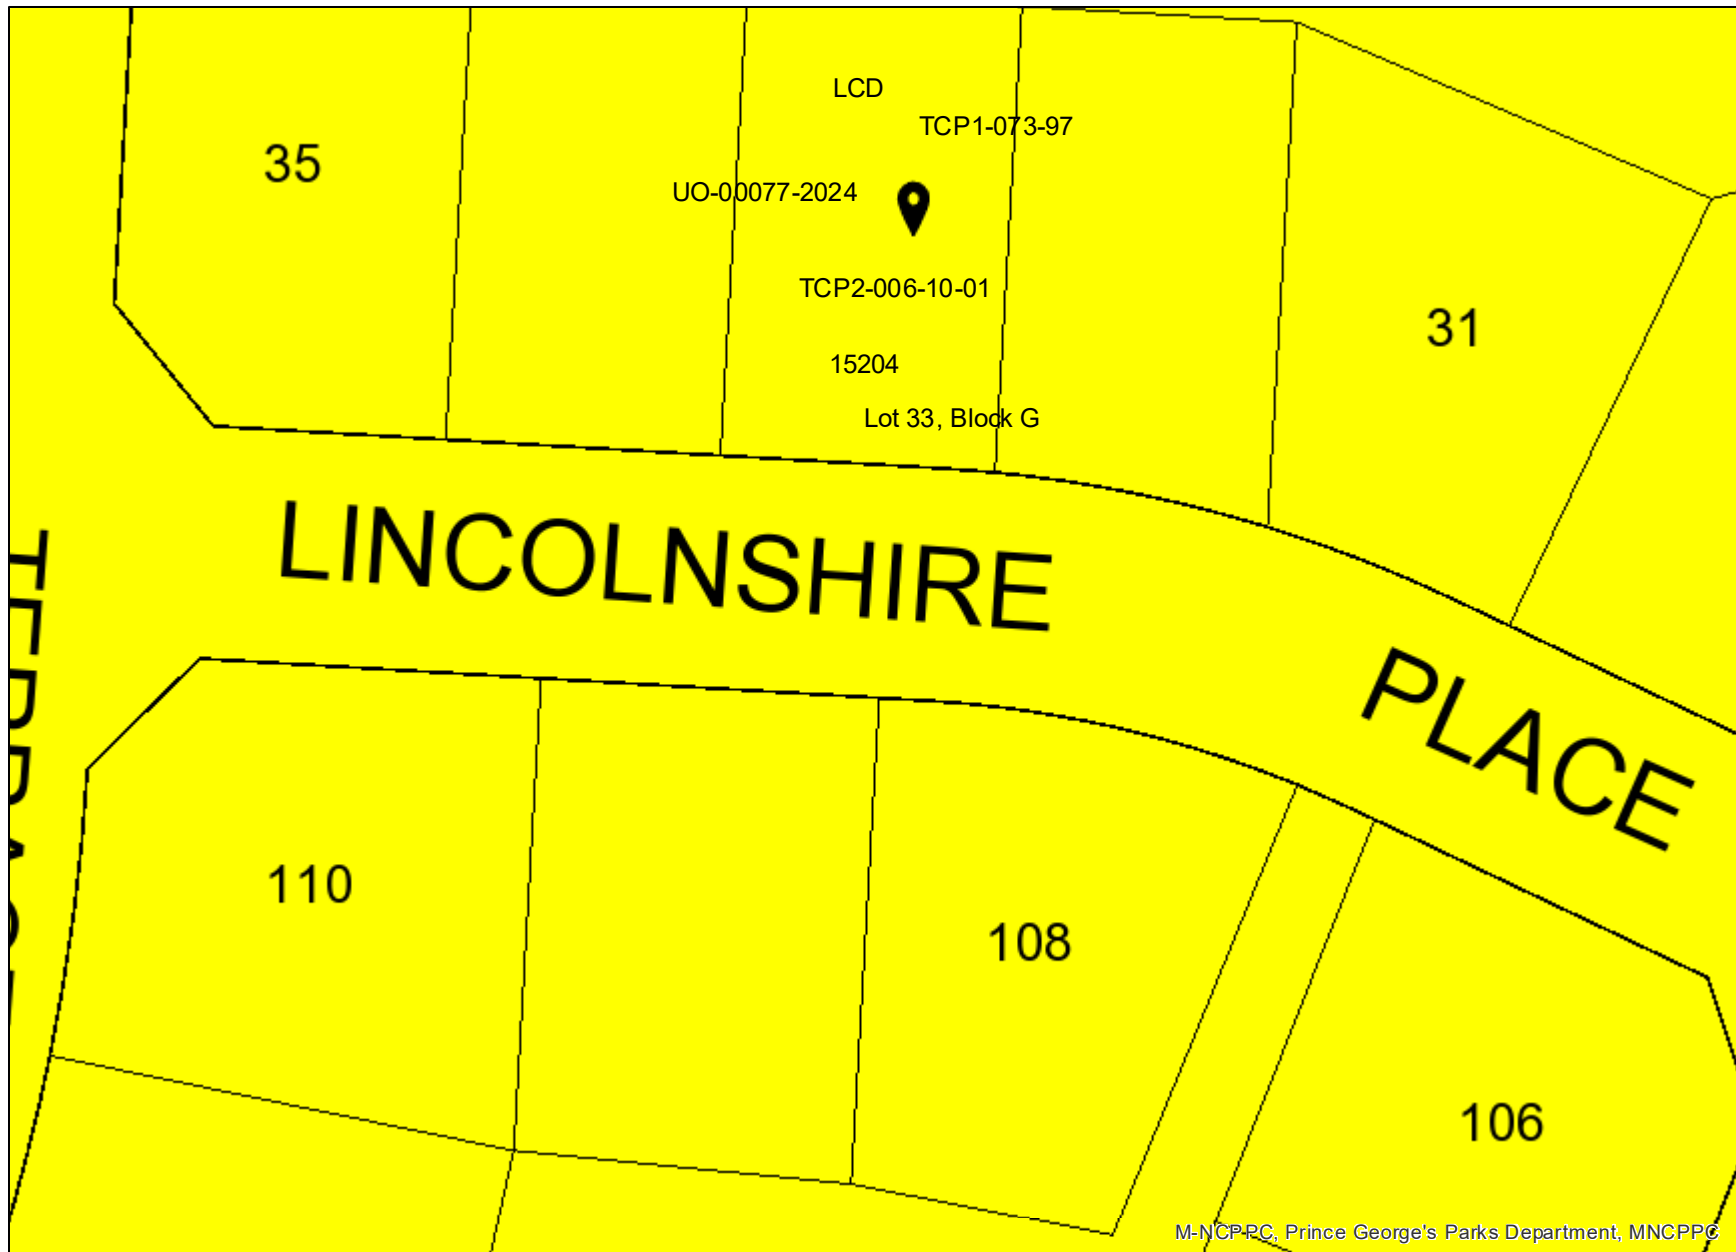 LCD
TCP1-073-97
35
UO-00077-2024
TCP2-006-10-01
31
15204
Lot 33, Block G
LINCOLNSHIRE
PLACE
TERRACE
110
108
106
M-NCPPC, Prince George's Parks Department, MNCPPC